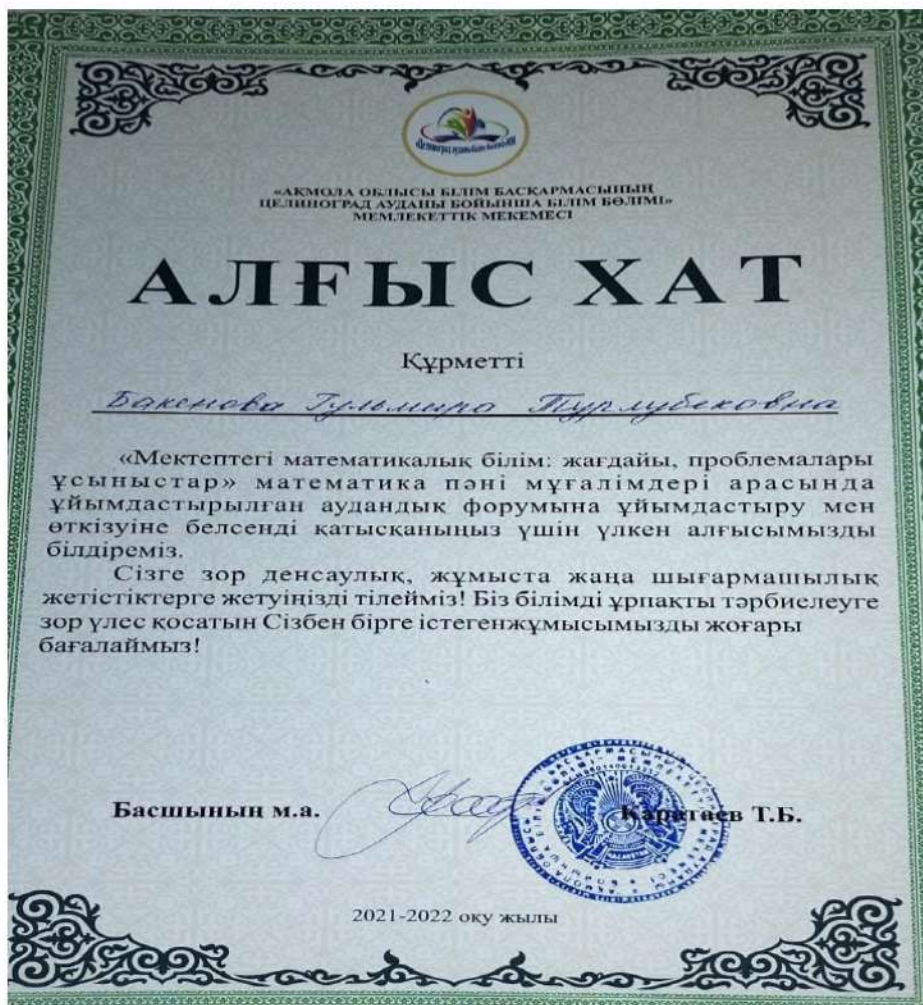 «АҚМОЛА ОБЛЫСЫ БІЛІМ БАСҚАРМАСЫНЫҢ
ЦЕЛИНОГРАД АУДАНЫ БОЙЫНША БІЛІМ БӨЛІМІ»
МЕМЛЕКЕТТІК МЕКЕМЕСІ
АЛҒЫС ХАТ
Құрметті
Бакенова Гульмира Турлубековна
«Мектептегі математикалық білім: жағдайы, проблемалары
ұсыныстар» математика пәні мұғалімдері арасында
ұйымдастырылған аудандық форумына ұйымдастыру мен
өткізуіне белсенді қатысқаныңыз үшін үлкен алғысымызды
білдіреміз.
Сізге зор денсаулық, жұмыста жаңа шығармашылық
жетістіктерге жетуіңізді тілейміз! Біз білімді ұрпақты тәрбиелеуге
зор үлес қосатын Сізбен бірге істегенжұмысымызды жоғары
бағалаймыз!
Басшының м.а. Каратаев Т.Б.
2021-2022 оқу жылы